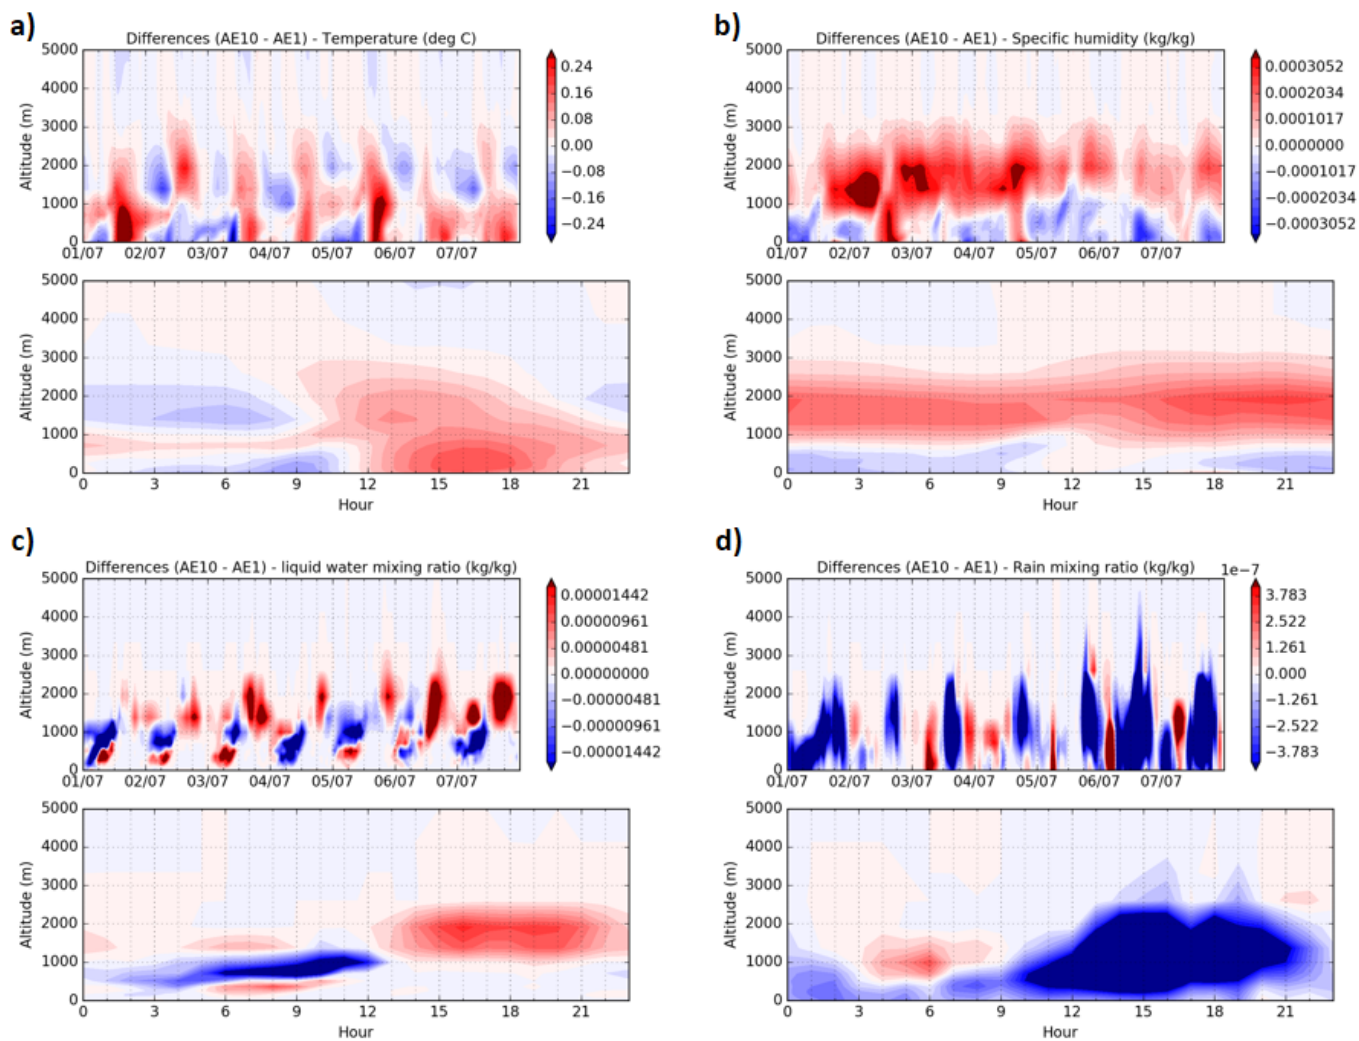 a)
Differences (AE10 - AE1) - Temperature (deg C)
Altitude (m)
5000
4000
3000
2000
1000
0
01/07 02/07 03/07 04/07 05/07 06/07 07/07
0.24
0.16
0.08
0.00
−0.08
−0.16
−0.24
Altitude (m)
5000
4000
3000
2000
1000
0
0 3 6 9 12 15 18 21
Hour
b)
Differences (AE10 - AE1) - Specific humidity (kg/kg)
Altitude (m)
5000
4000
3000
2000
1000
0
01/07 02/07 03/07 04/07 05/07 06/07 07/07
0.0003052
0.0002034
0.0001017
0.0000000
−0.0001017
−0.0002034
−0.0003052
Altitude (m)
5000
4000
3000
2000
1000
0
0 3 6 9 12 15 18 21
Hour
c)
Differences (AE10 - AE1) - liquid water mixing ratio (kg/kg)
Altitude (m)
5000
4000
3000
2000
1000
0
01/07 02/07 03/07 04/07 05/07 06/07 07/07
0.00001442
0.00000961
0.00000481
0.00000000
−0.00000481
−0.00000961
−0.00001442
Altitude (m)
5000
4000
3000
2000
1000
0
0 3 6 9 12 15 18 21
Hour
d)
Differences (AE10 - AE1) - Rain mixing ratio (kg/kg)
1e−7
Altitude (m)
5000
4000
3000
2000
1000
0
01/07 02/07 03/07 04/07 05/07 06/07 07/07
3.783
2.522
1.261
0.000
−1.261
−2.522
−3.783
Altitude (m)
5000
4000
3000
2000
1000
0
0 3 6 9 12 15 18 21
Hour